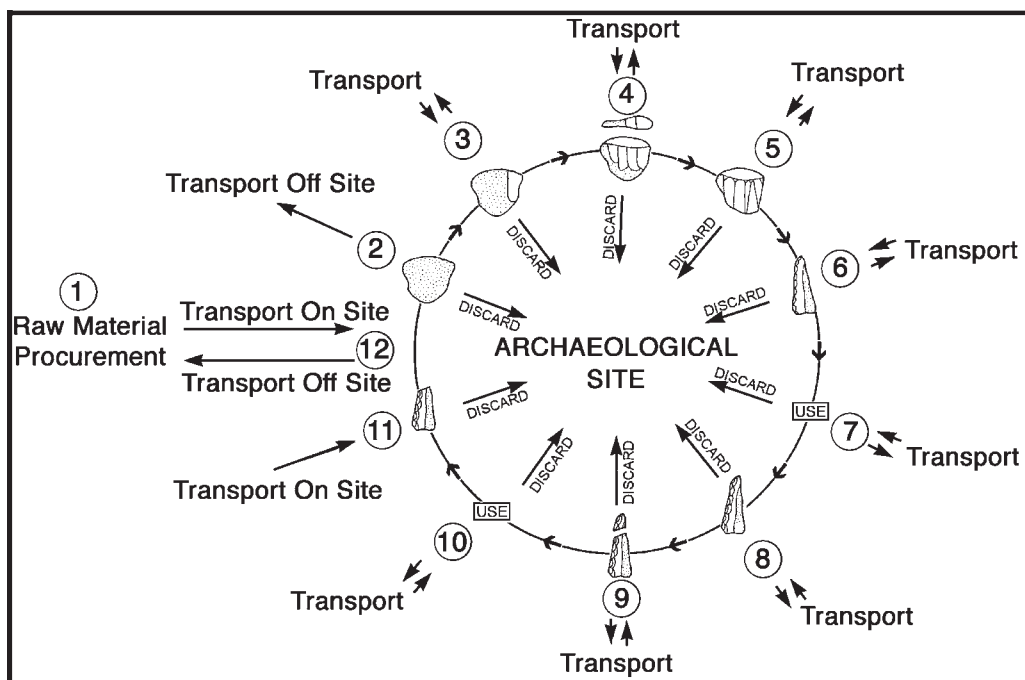 Transport
4
Transport
3
Transport
5
Transport Off Site
2
DISCARD
DISCARD
DISCARD
6
Transport
1
Raw Material
Procurement
Transport On Site
12
Transport Off Site
DISCARD
DISCARD
ARCHAEOLOGICAL
SITE
DISCARD
USE
7
Transport
11
DISCARD
Transport On Site
DISCARD
DISCARD
DISCARD
USE
10
Transport
9
Transport
8
Transport